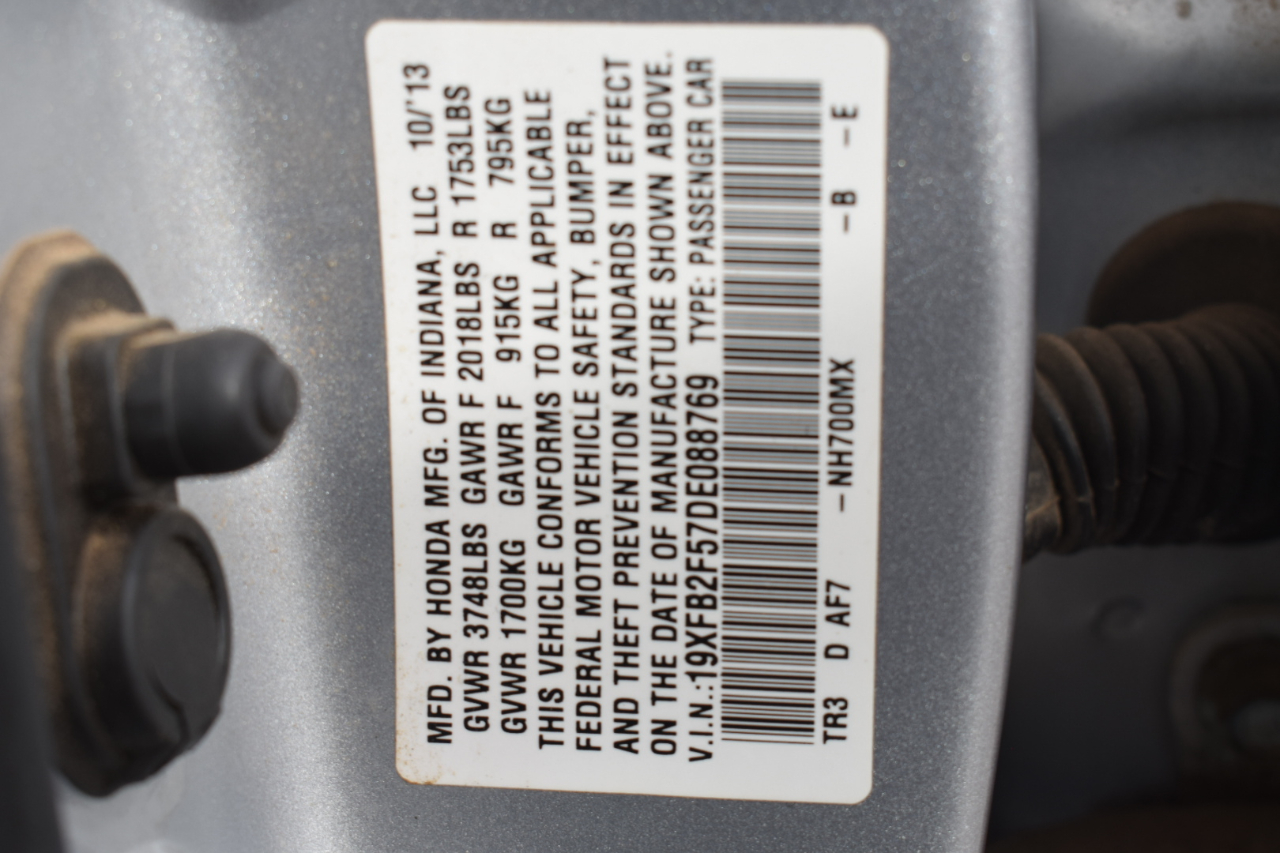 MFD. BY HONDA MFG. OF INDIANA, LLC 10/'13
GVWR 3748LBS GAWR F 2018LBS R 1753LBS
GVWR 1700KG GAWR F 915KG R 795KG
THIS VEHICLE CONFORMS TO ALL APPLICABLE
FEDERAL MOTOR VEHICLE SAFETY, BUMPER,
AND THEFT PREVENTION STANDARDS IN EFFECT
ON THE DATE OF MANUFACTURE SHOWN ABOVE.
V.I.N.:19XFB2F57DE088769 TYPE: PASSENGER CAR
TR3 D AF7 -NH700MX -B -E